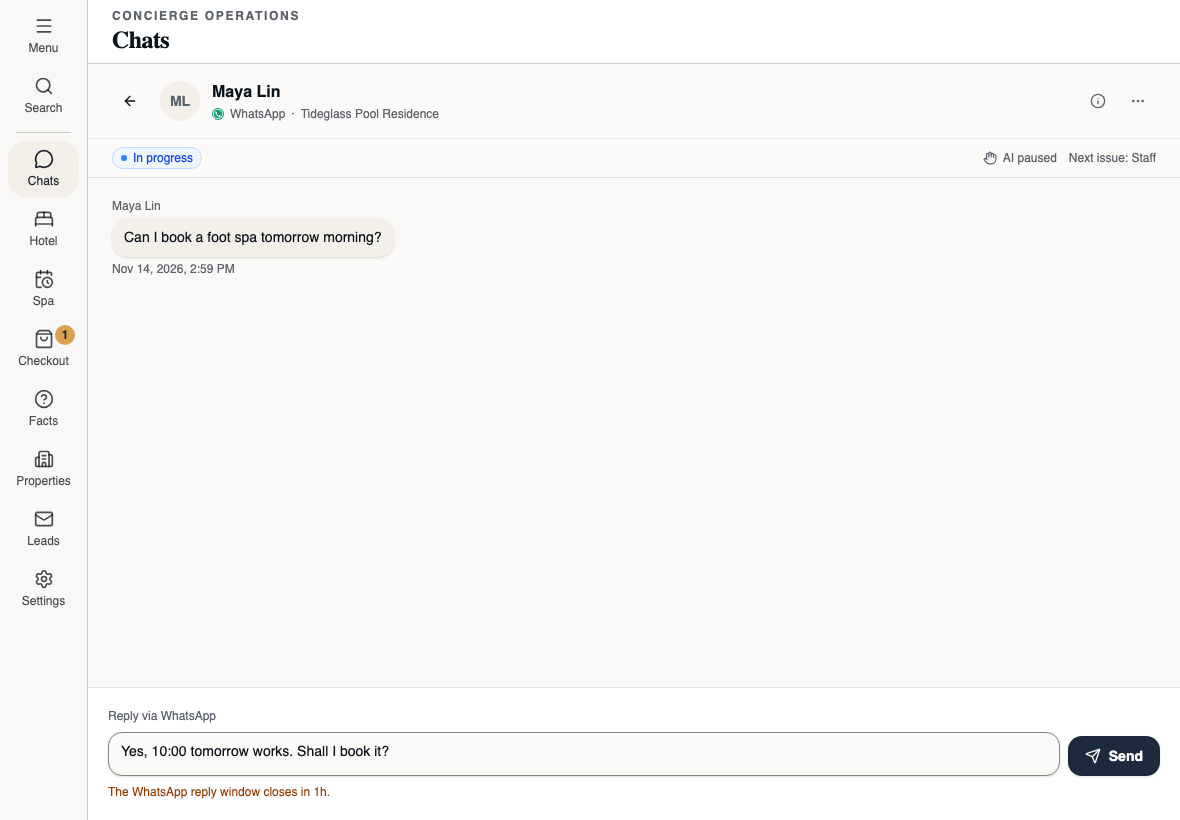 CONCIERGE OPERATIONS
Chats
Menu
Search
Chats
Hotel
Spa
1
Checkout
Facts
Properties
Leads
Settings
ML
Maya Lin
WhatsApp · Tideglass Pool Residence
In progress
AI paused Next issue: Staff
Maya Lin
Can I book a foot spa tomorrow morning?
Nov 14, 2026, 2:59 PM
Reply via WhatsApp
Yes, 10:00 tomorrow works. Shall I book it?
Send
The WhatsApp reply window closes in 1h.